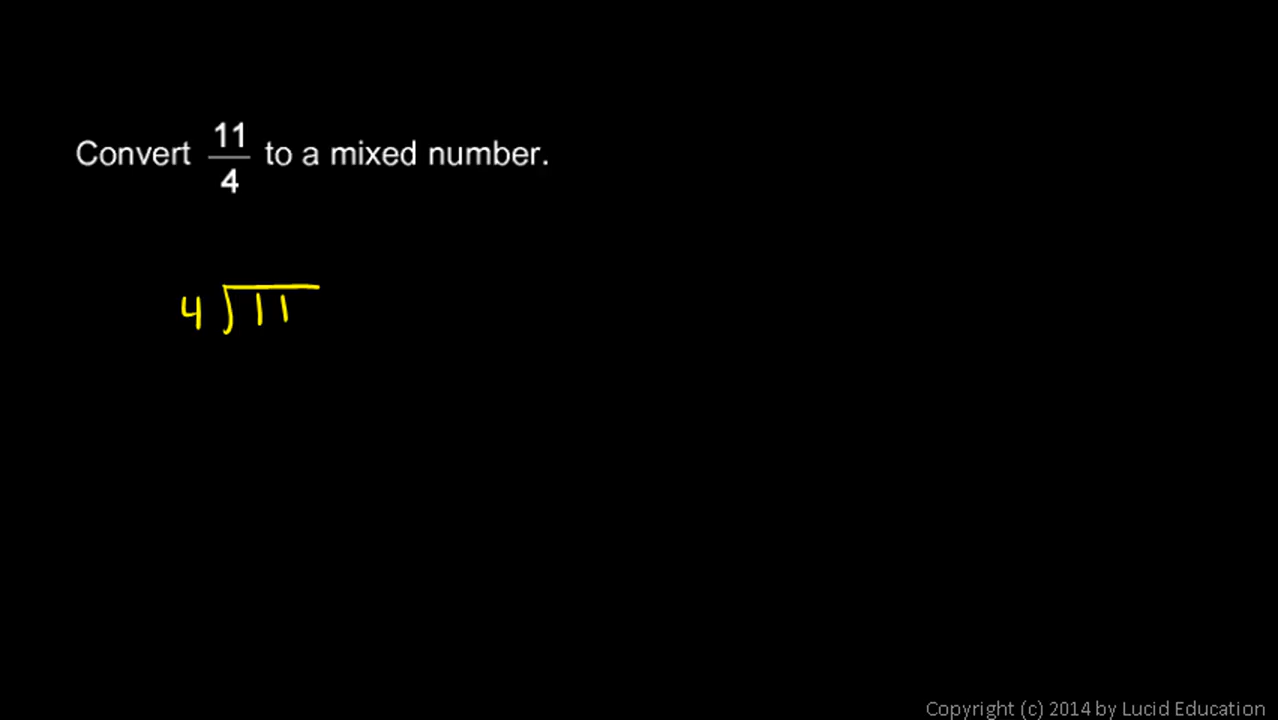 Convert 11/4 to a mixed number.
4 ) 11
Copyright (c) 2014 by Lucid Education